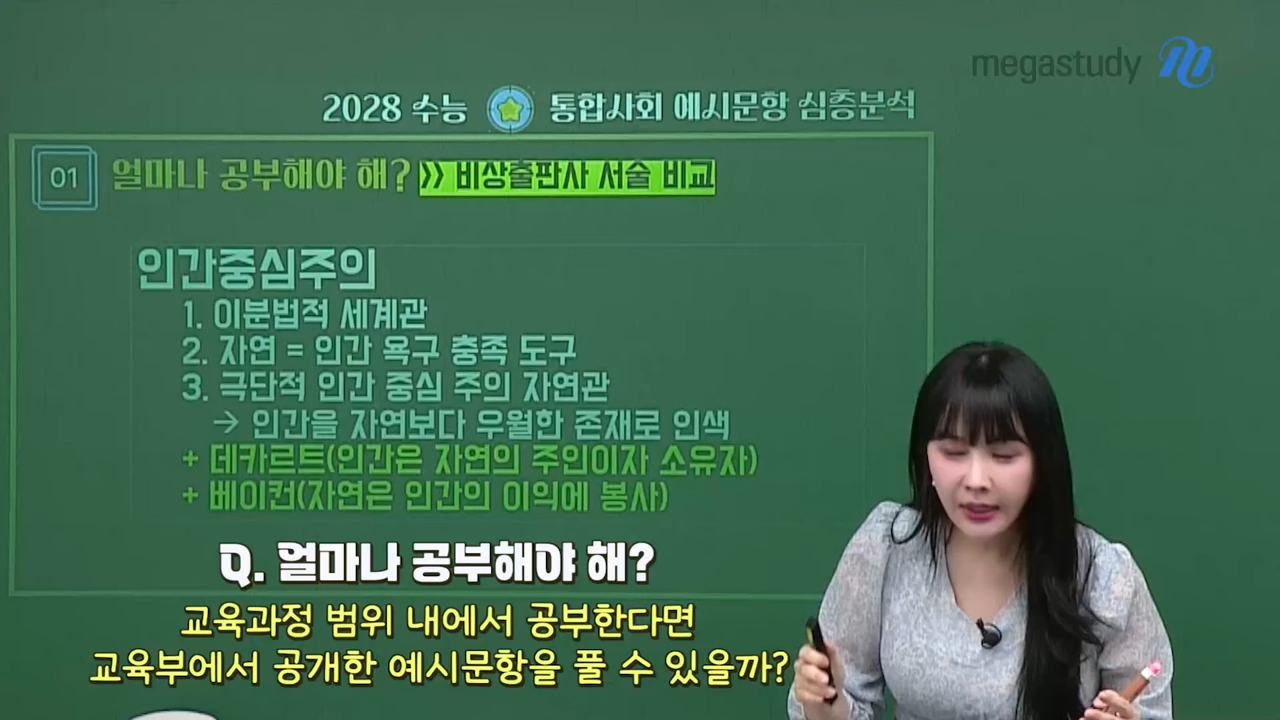 megastudy
2028 수능 통합사회 예시문항 심층분석
01 얼마나 공부해야 해? >> 비상출판사 서술 비교
인간중심주의
1. 이분법적 세계관
2. 자연 = 인간 욕구 충족 도구
3. 극단적 인간 중심 주의 자연관
→ 인간을 자연보다 우월한 존재로 인색
+ 데카르트(인간은 자연의 주인이자 소유자)
+ 베이컨(자연은 인간의 이익에 봉사)
Q. 얼마나 공부해야 해?
교육과정 범위 내에서 공부한다면
교육부에서 공개한 예시문항을 풀 수 있을까?